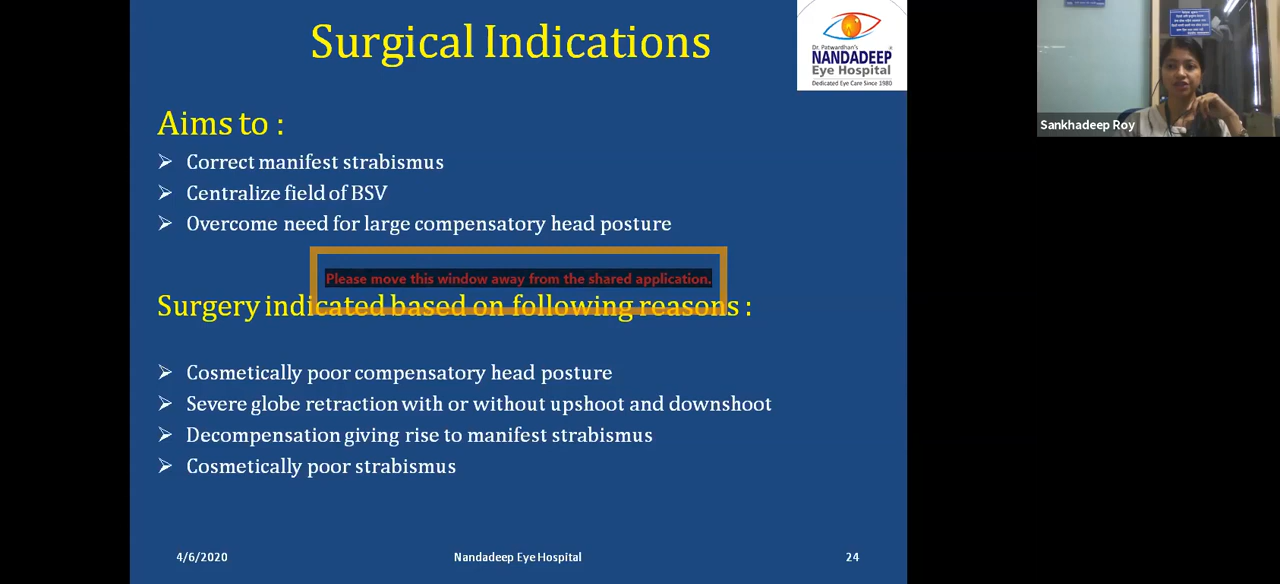 Surgical Indications
Dr. Patwardhan's
NANDADEEP
Eye Hospital
Dedicated Eye Care Since 1980
Sankhadeep Roy
Aims to :
Correct manifest strabismus
Centralize field of BSV
Overcome need for large compensatory head posture
Please move this window away from the shared application.
Surgery indicated based on following reasons :
Cosmetically poor compensatory head posture
Severe globe retraction with or without upshoot and downshoot
Decompensation giving rise to manifest strabismus
Cosmetically poor strabismus
4/6/2020
Nandadeep Eye Hospital
24